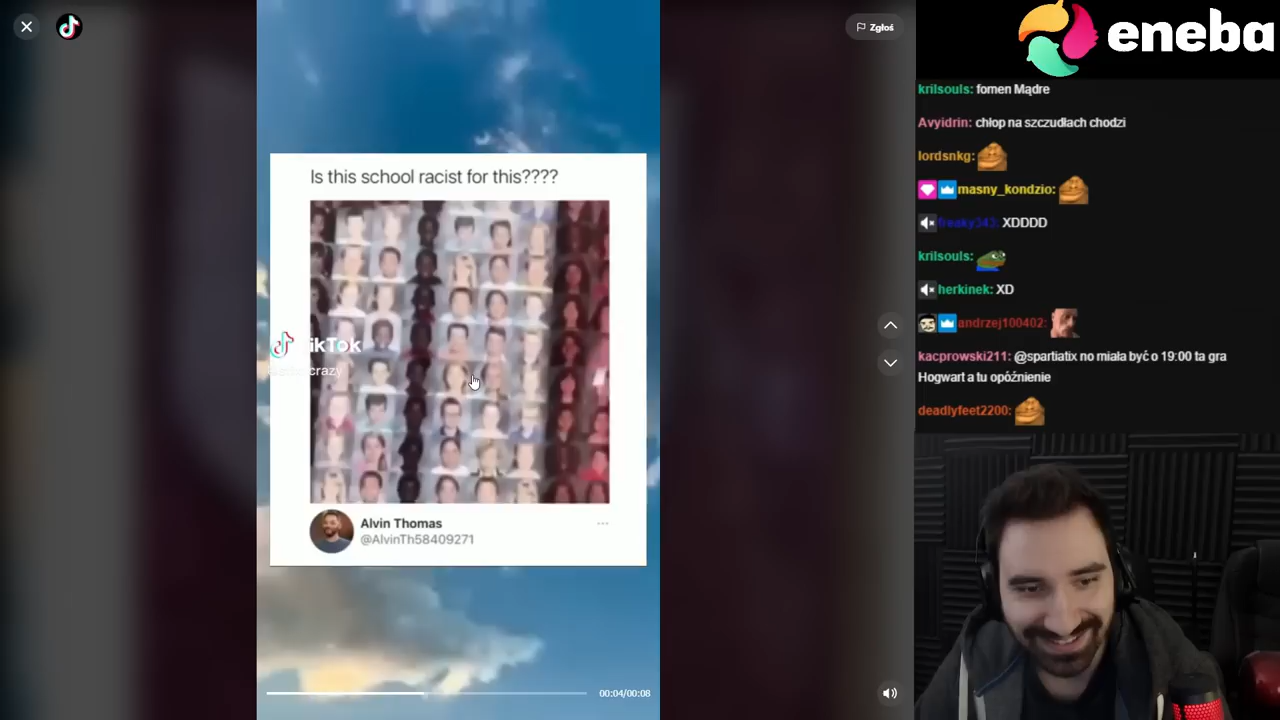 Zgłoś
eneba
krilsouls: fomen Mądre
Avyidrin: chłop na szczudłach chodzi
lordsnkg:
masny_kondzio:
freaky343: XDDDD
krilsouls:
herkinek: XD
andrzej100402:
kacprowski211: @spartiatix no miała być o 19:00 ta gra
Hogwart a tu opóźnienie
deadlyfeet2200:
Is this school racist for this????
TikTok
crazy
Alvin Thomas
@AlvinTh58409271
00:04/00:08